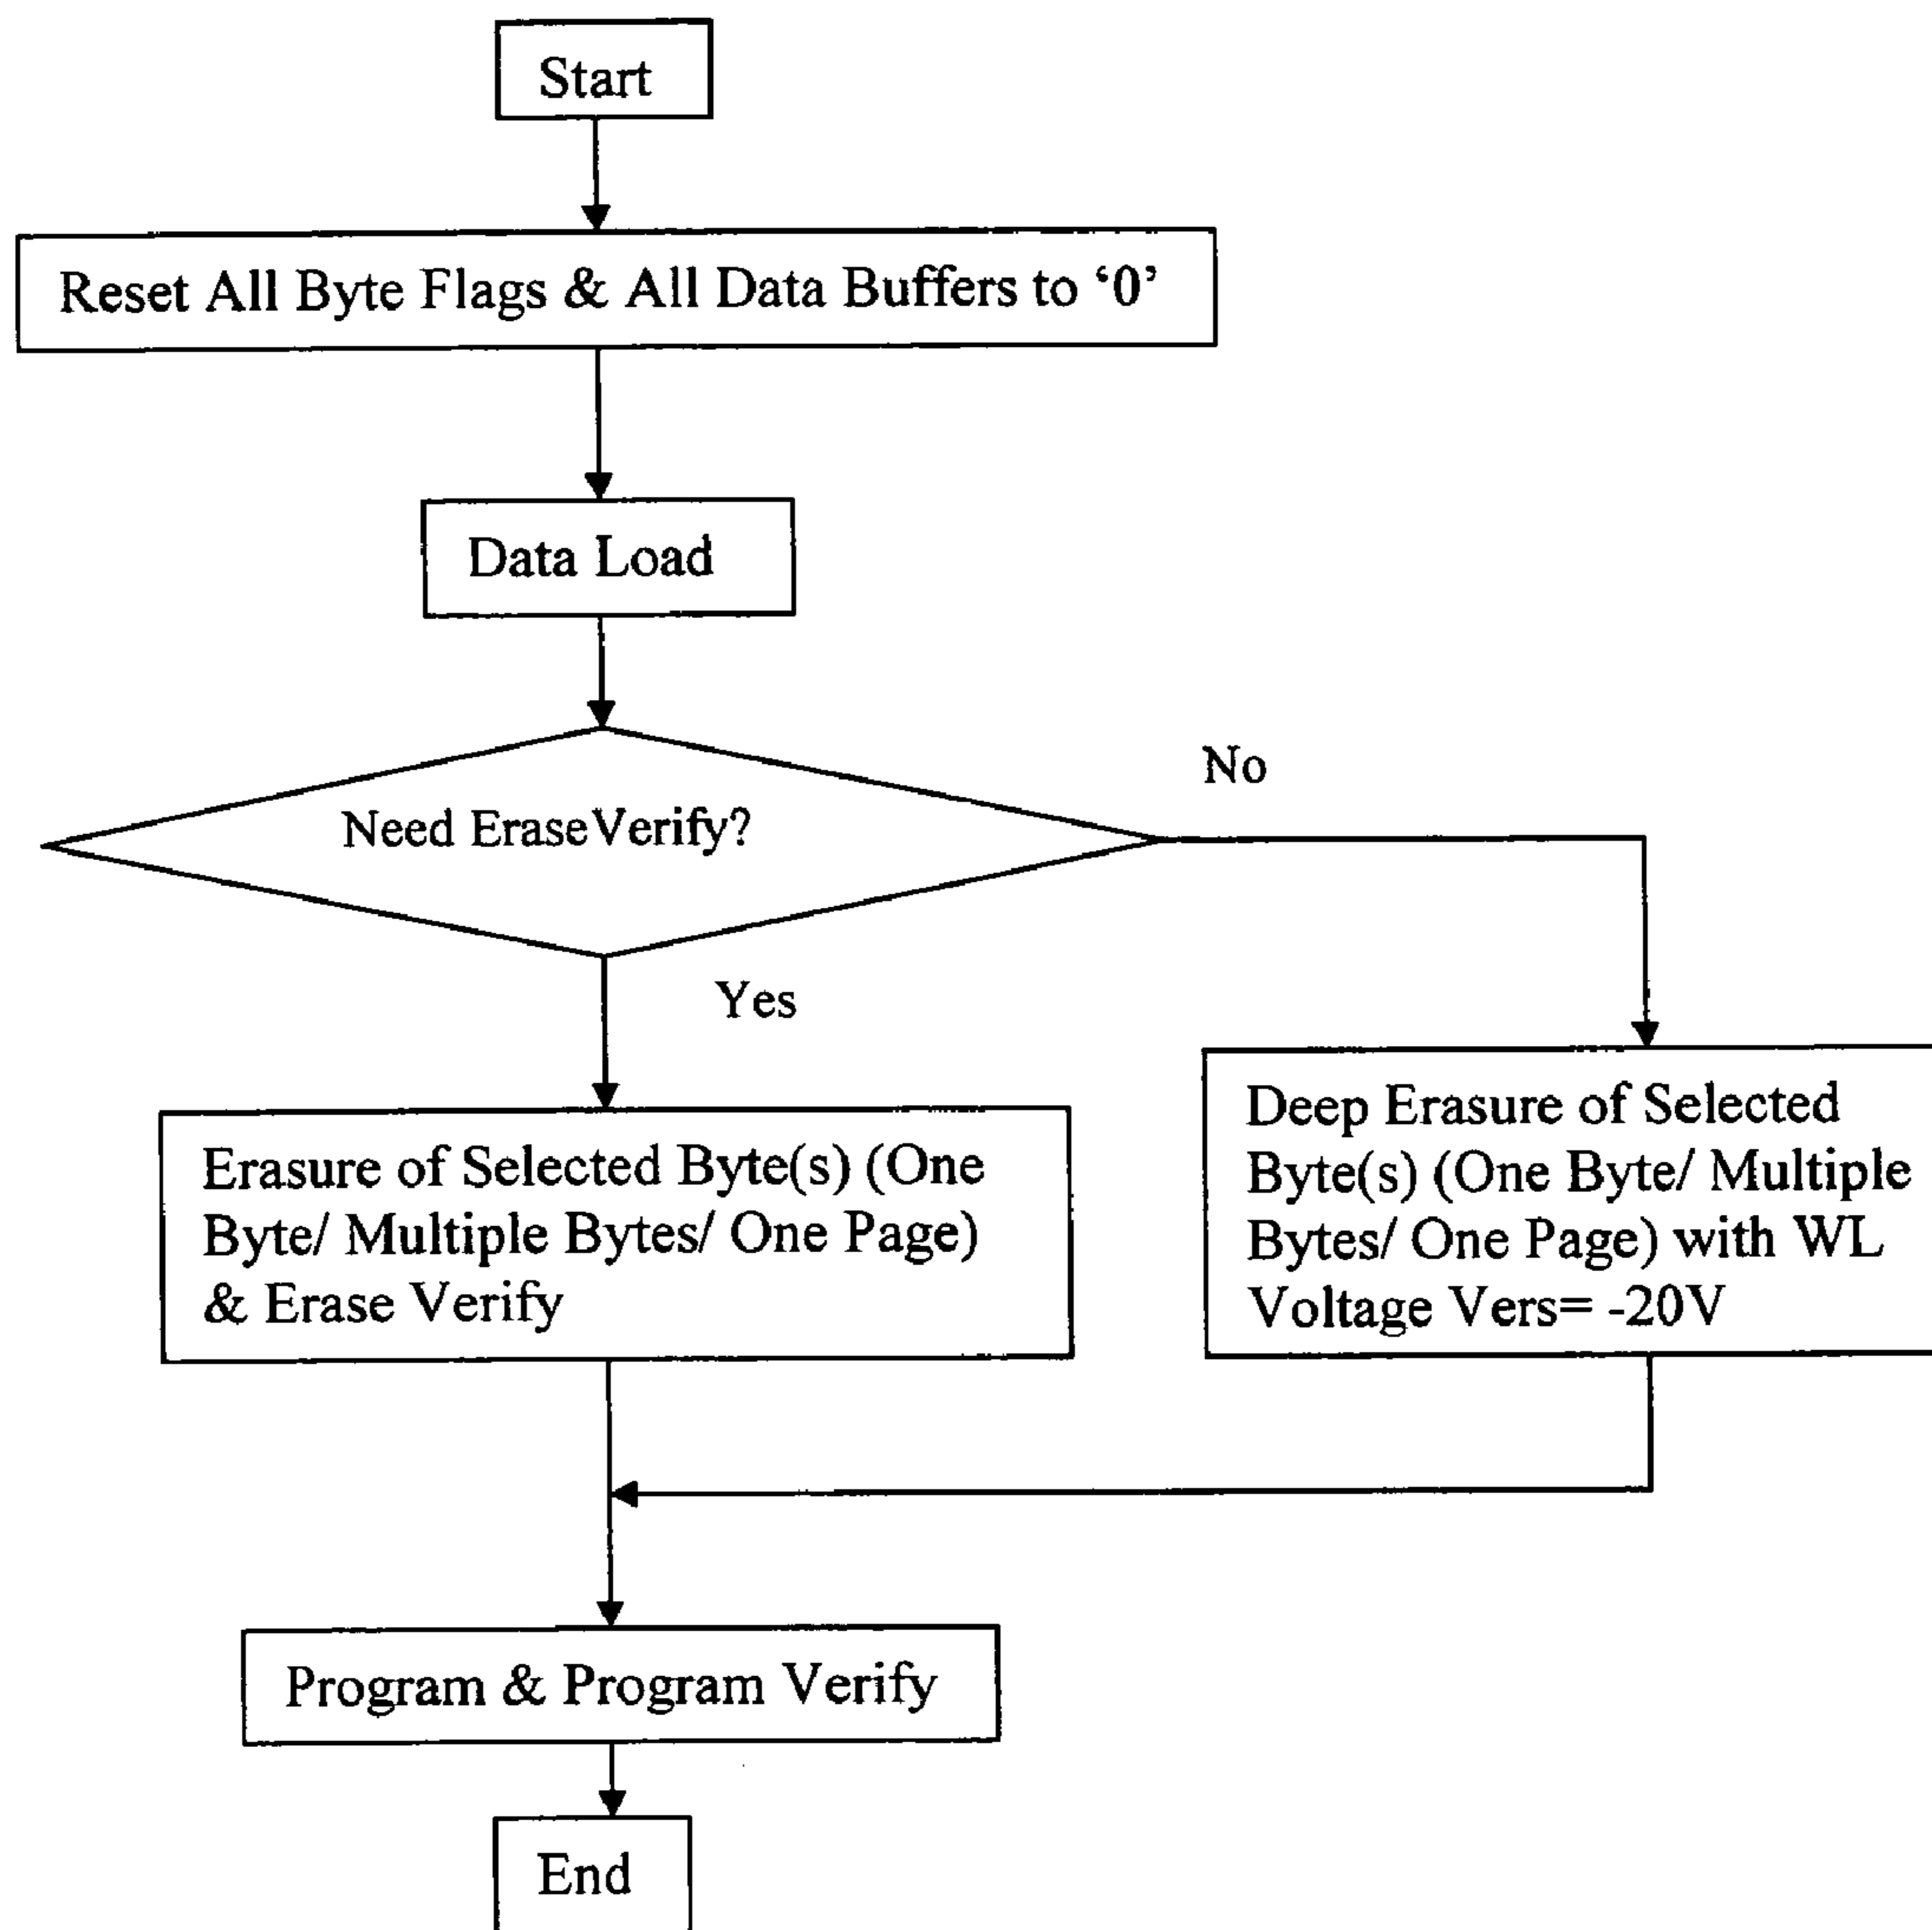 Start
Reset All Byte Flags & All Data Buffers to ‘0’
Data Load
Need EraseVerify?
No
Yes
Erasure of Selected Byte(s) (One
Byte/ Multiple Bytes/ One Page)
& Erase Verify
Deep Erasure of Selected
Byte(s) (One Byte/ Multiple
Bytes/ One Page) with WL
Voltage Vers= -20V
Program & Program Verify
End